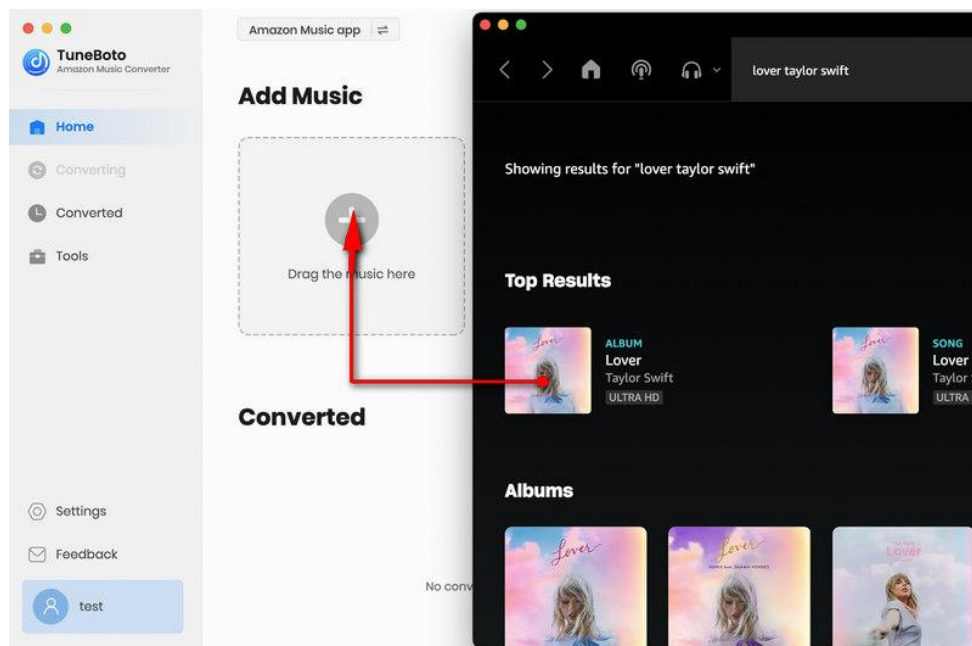 TuneBoto
Amazon Music Converter
Home
Converting
Converted
Tools
Settings
Feedback
test
Amazon Music app
Add Music
Drag the music here
Converted
No conv
lover taylor swift
Showing results for "lover taylor swift"
Top Results
Lover
ALBUM
Lover
Taylor Swift
ULTRA HD
Lover
SONG
Lover
Taylor
ULTRA
Albums
Lover
Lover
Lover